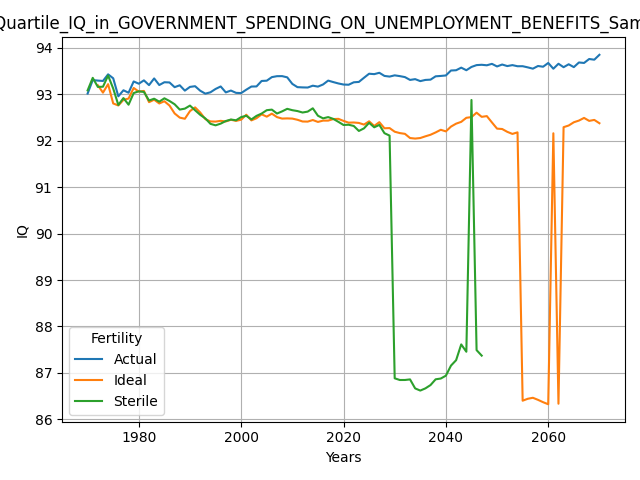 Quartile_IQ_in_GOVERNMENT_SPENDING_ON_UNEMPLOYMENT_BENEFITS_Sam
94
93
92
91
90
89
88
87
86
IQ
Fertility
Actual
Ideal
Sterile
1980 2000 2020 2040 2060
Years